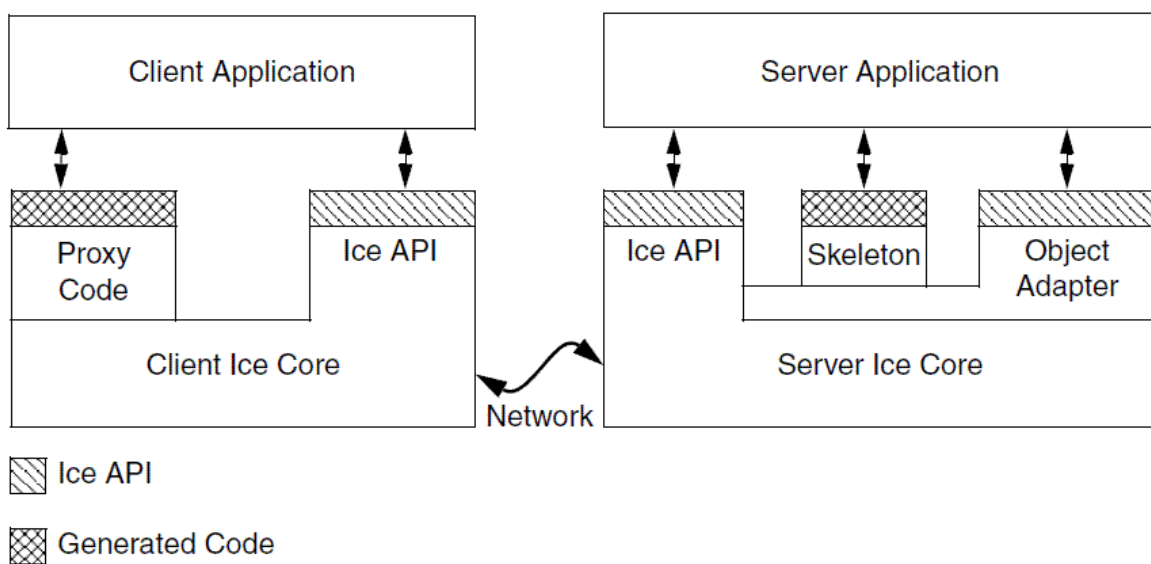 Client Application
Server Application
Proxy
Code
Ice API
Ice API
Skeleton
Object
Adapter
Client Ice Core
Server Ice Core
Network
Ice API
Generated Code